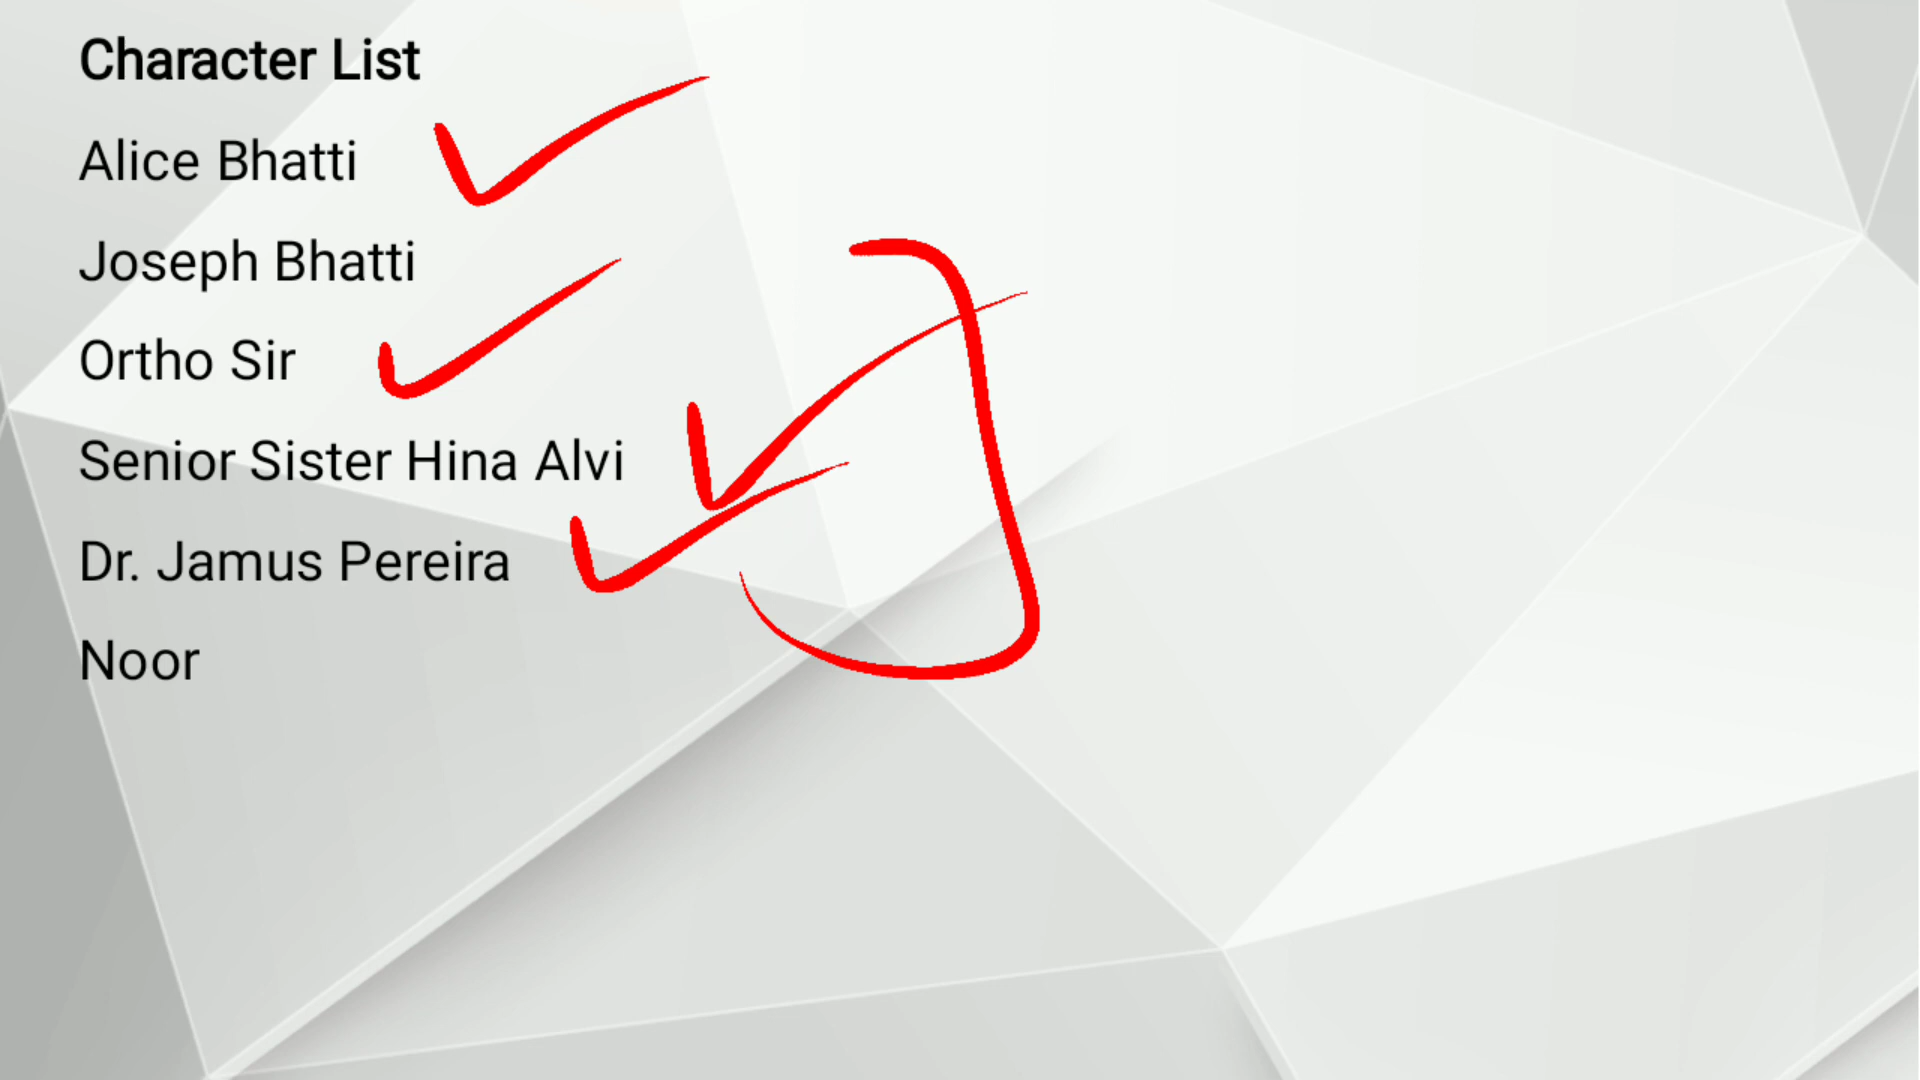 Character List
Alice Bhatti
Joseph Bhatti
Ortho Sir
Senior Sister Hina Alvi
Dr. Jamus Pereira
Noor